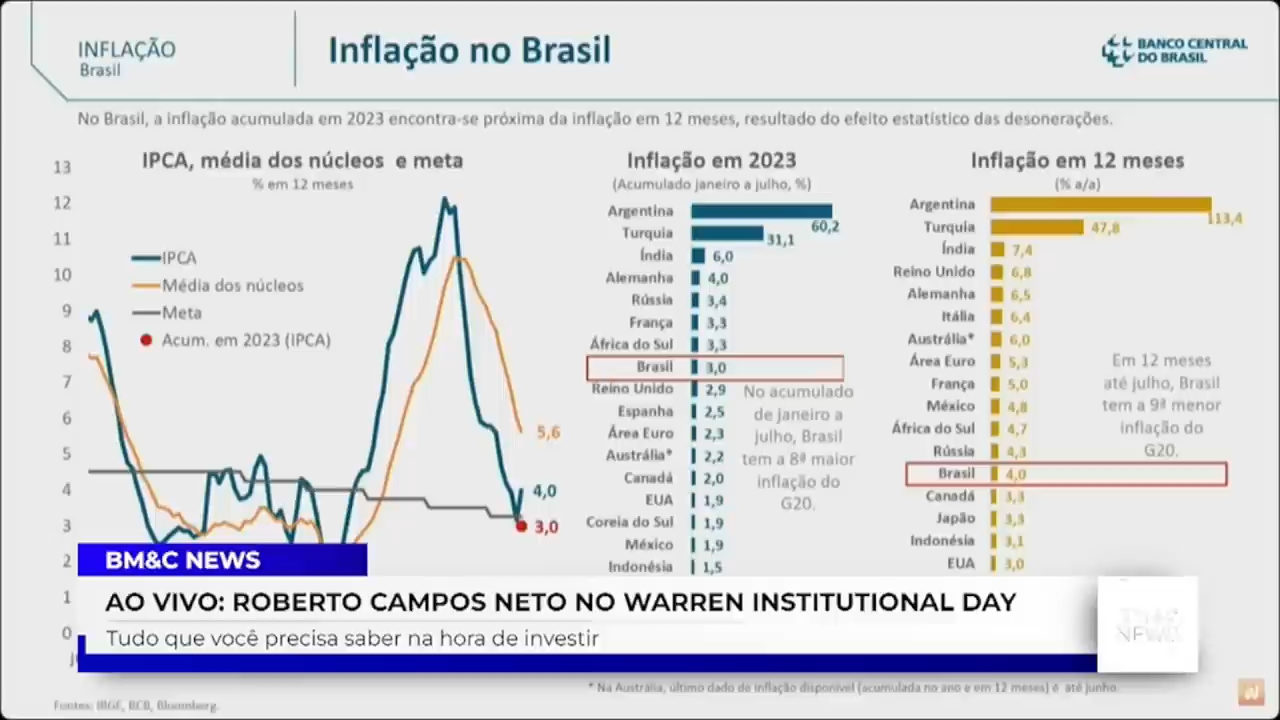 INFLAÇÃO
Brasil
Inflação no Brasil
BANCO CENTRAL
DO BRASIL
No Brasil, a inflação acumulada em 2023 encontra-se próxima da inflação em 12 meses, resultado do efeito estatístico das desonerações.
IPCA, média dos núcleos e meta
% em 12 meses
13
12
11
10
9
8
7
6
5
4
3
2
1
0
IPCA
Média dos núcleos
Meta
Acum. em 2023 (IPCA)
5,6
4,0
3,0
Inflação em 2023
(Acumulado janeiro a julho, %)
Argentina 60,2
Turquia 31,1
Índia 6,0
Alemanha 4,0
Rússia 3,4
França 3,3
África do Sul 3,3
Brasil 3,0
Reino Unido 2,9
Espanha 2,5
Área Euro 2,3
Austrália* 2,2
Canadá 2,0
EUA 1,9
Coreia do Sul 1,9
México 1,9
Indonésia 1,5
No acumulado
de janeiro a
julho, Brasil
tem a 8ª maior
inflação do
G20.
Inflação em 12 meses
(% a/a)
Argentina 113,4
Turquia 47,8
Índia 7,4
Reino Unido 6,8
Alemanha 6,5
Itália 6,4
Austrália* 6,0
Área Euro 5,3
França 5,0
México 4,8
África do Sul 4,7
Rússia 4,3
Brasil 4,0
Canadá 3,3
Japão 3,3
Indonésia 3,1
EUA 3,0
Em 12 meses
até julho, Brasil
tem a 9ª menor
inflação do
G20.
BM&C NEWS
AO VIVO: ROBERTO CAMPOS NETO NO WARREN INSTITUTIONAL DAY
Tudo que você precisa saber na hora de investir
NEWS
* Na Austrália, último dado de inflação disponível (acumulada no ano e em 12 meses) é até junho.
Fontes: IBGE, BCB, Bloomberg.